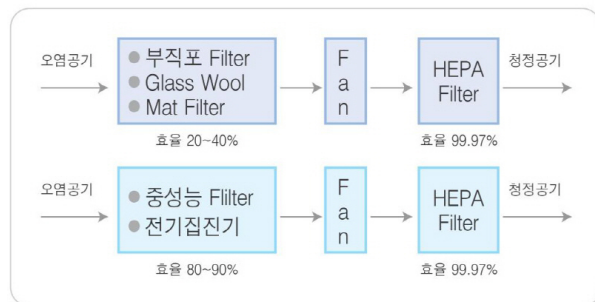 오염공기
● 부직포 Filter
● Glass Wool
● Mat Filter
효율 20~40%
F
a
n
HEPA
Filter
효율 99.97%
청정공기
오염공기
● 중성능 Flilter
● 전기집진기
효율 80~90%
F
a
n
HEPA
Filter
효율 99.97%
청정공기